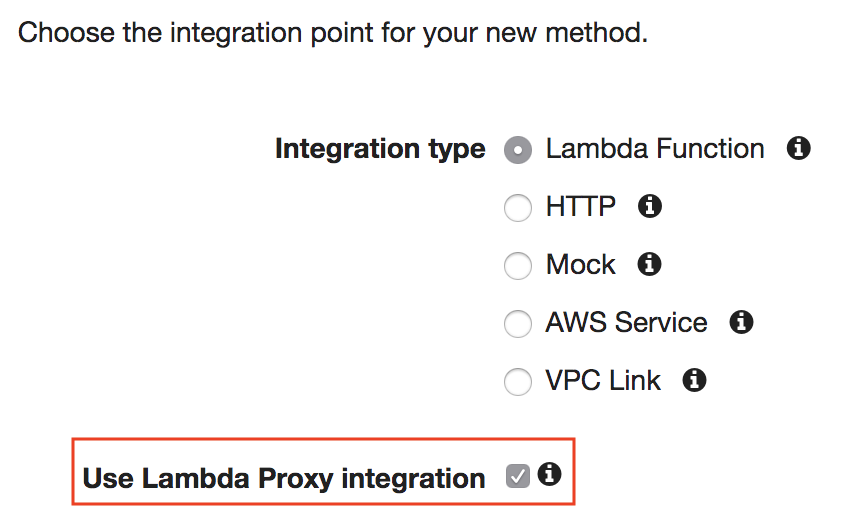 Choose the integration point for your new method.
Integration type Lambda Function
HTTP
Mock
AWS Service
VPC Link
Use Lambda Proxy integration